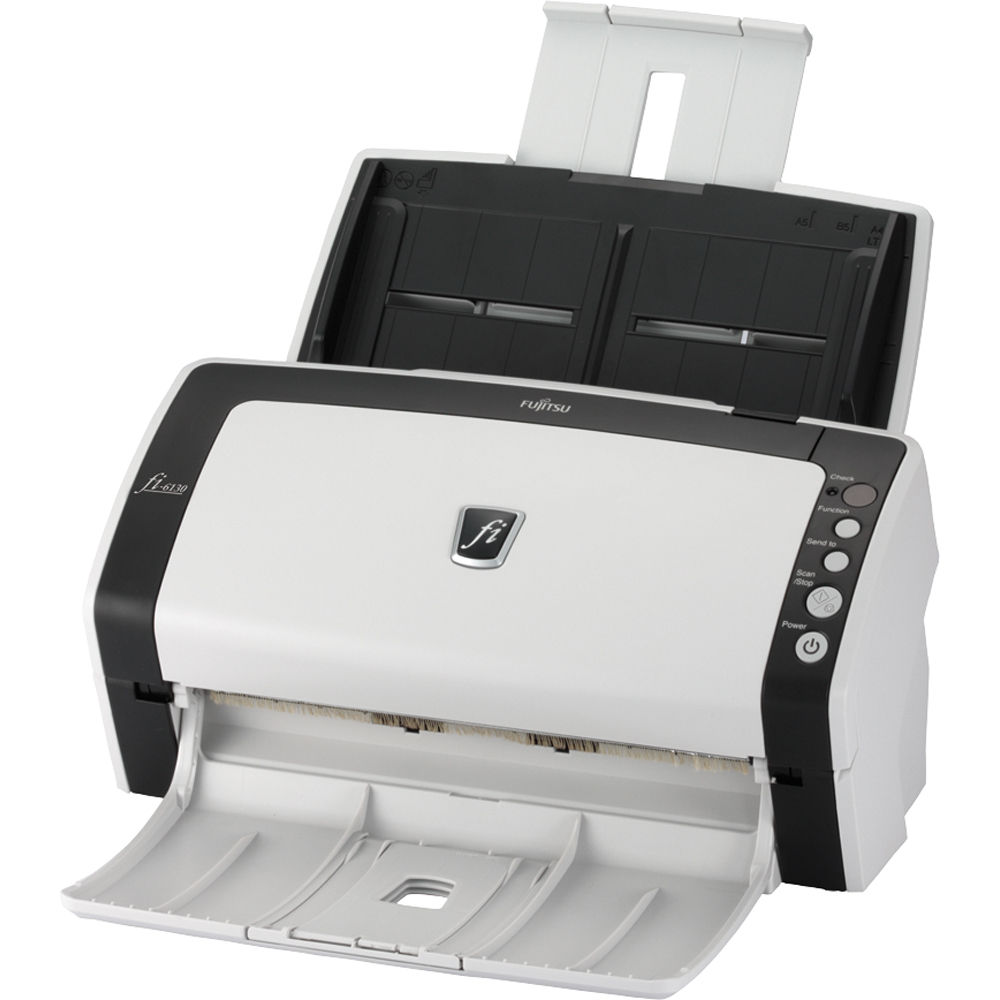 A5 B5 A4
LT
FUJITSU
fi-6130
fi
Check
Function
Send to
Scan
/Stop
Power